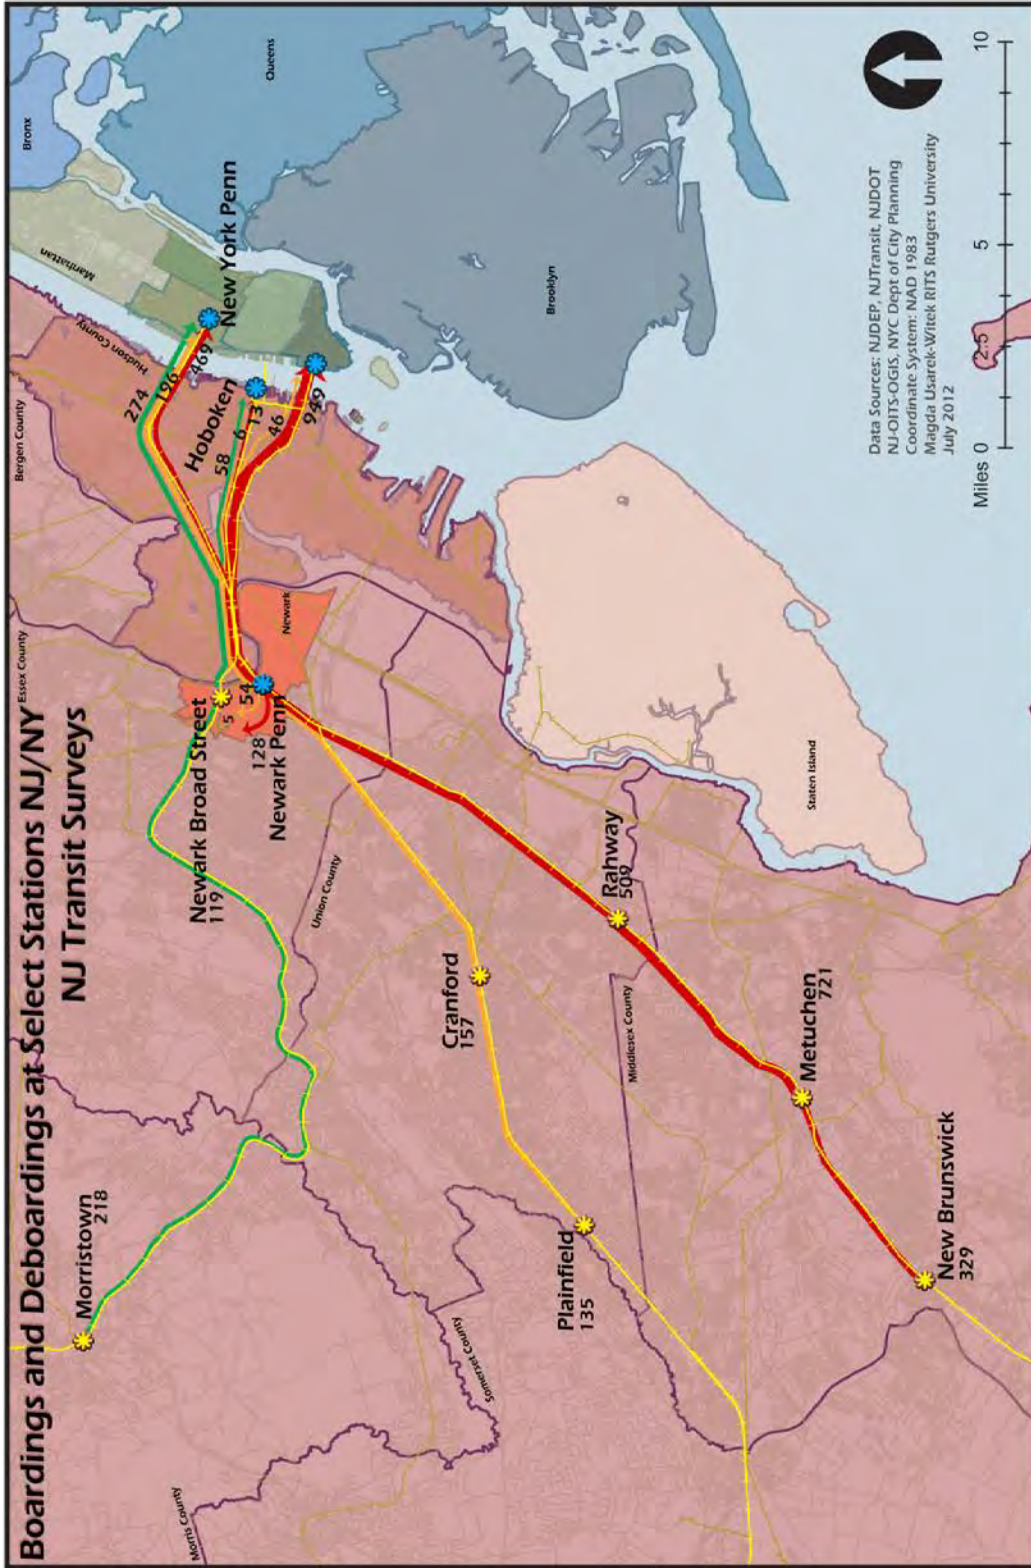 Boardings and Deboardings at Select Stations NJ/NY
NJ Transit Surveys
Bronx
Queens
Manhattan
Bergen County
Hudson County
Essex County
New York Penn
274
196
469
Hoboken
58
6
13
46
949
Brooklyn
Newark
Newark Broad Street
119
5
54
128
Newark Penn
Union County
Morristown
218
Cranford
157
Rahway
509
Staten Island
Middlesex County
Metuchen
721
Plainfield
135
Somerset County
New Brunswick
329
Morris County
Data Sources: NJDEP, NJTransit, NJDOT
NJ-OITS-OGIS, NYC Dept of City Planning
Coordinate System: NAD 1983
Magda Usarek-Witek RITS Rutgers University
July 2012
Miles 0 2.5 5 10